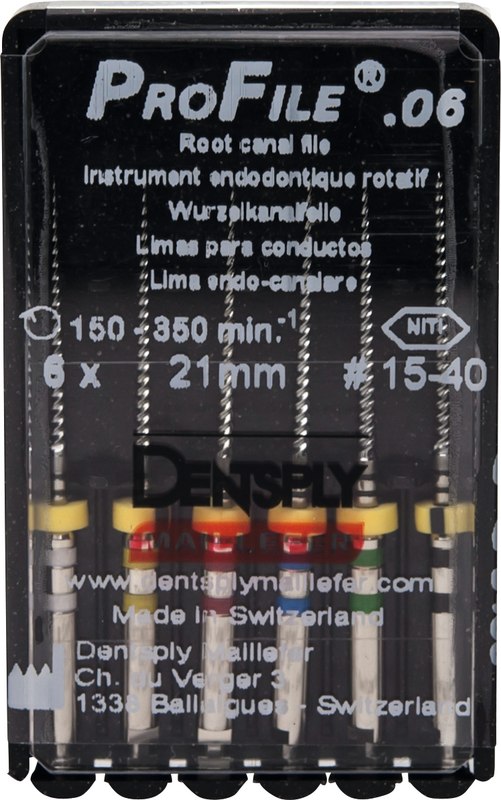 PROFILE® .06
Root canal file
Instrument endodontique rotatif
Wurzelkanalfeile
Limas para conductos
Lima endo-canalare
150 - 350 min.-1 NITI
6 x 21mm # 15-40
DENTSPLY
MAILLEFER
www.dentsplymaillefer.com
Made in Switzerland
Dentsply Maillefer
Ch. du Verger 3
1338 Ballaigues - Switzerland